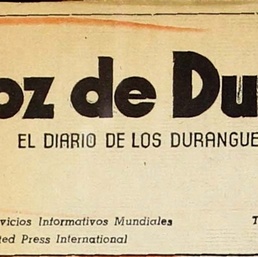 oz de Du
EL DIARIO DE LOS DURANGUE
vicios Informativos Mundiales
ted Press International